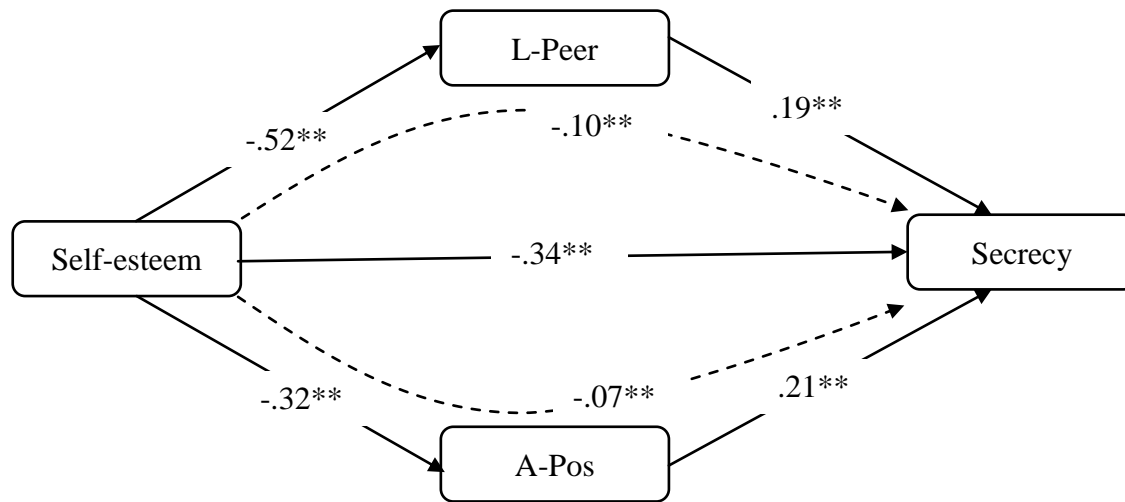 L-Peer
-.52**
-.10**
.19**
Self-esteem
-.34**
Secrecy
-.32**
-.07**
.21**
A-Pos